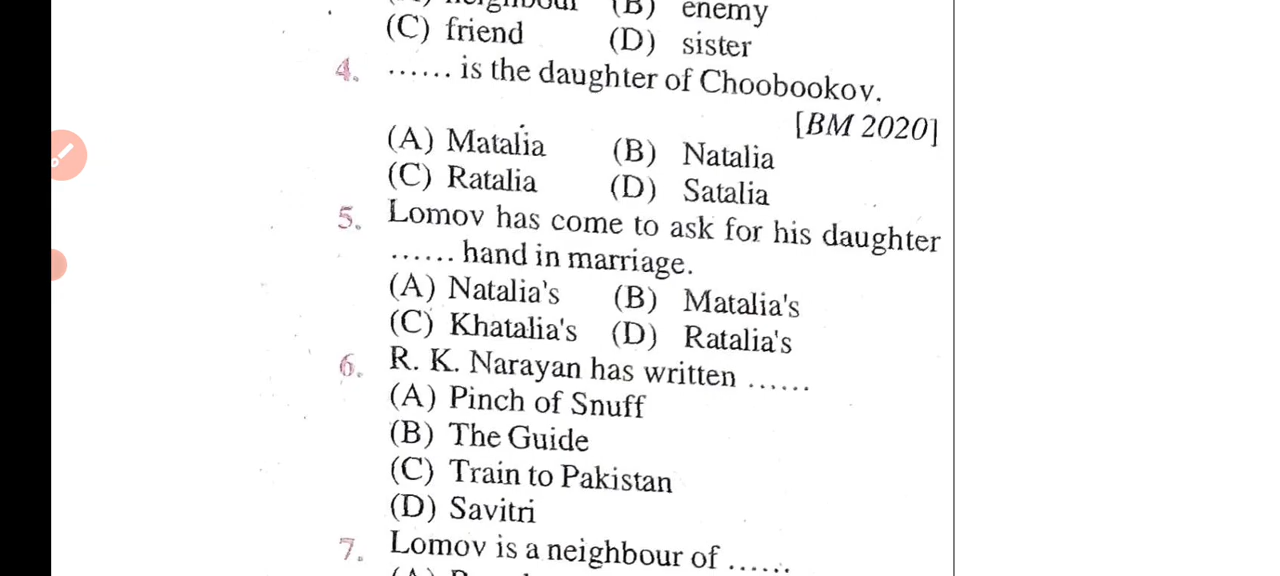 (B) enemy
(C) friend (D) sister
4. ...... is the daughter of Choobookov.
[BM 2020]
(A) Matalia (B) Natalia
(C) Ratalia (D) Satalia
5. Lomov has come to ask for his daughter
...... hand in marriage.
(A) Natalia's (B) Matalia's
(C) Khatalia's (D) Ratalia's
6. R. K. Narayan has written ......
(A) Pinch of Snuff
(B) The Guide
(C) Train to Pakistan
(D) Savitri
7. Lomov is a neighbour of ......